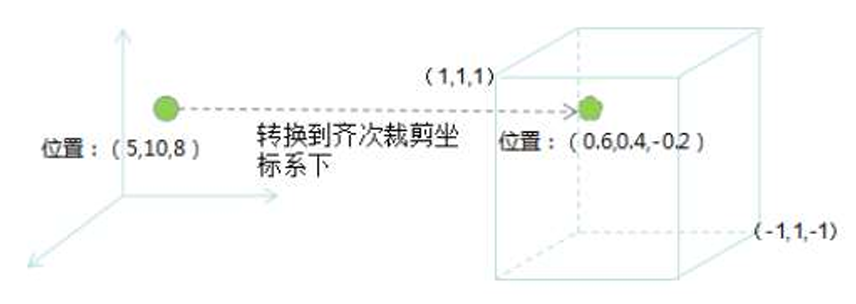 （1,1,1）
位置：（5,10,8）
转换到齐次裁剪坐
标系下
位置：（0.6,0.4,-0.2）
（-1,1,-1）